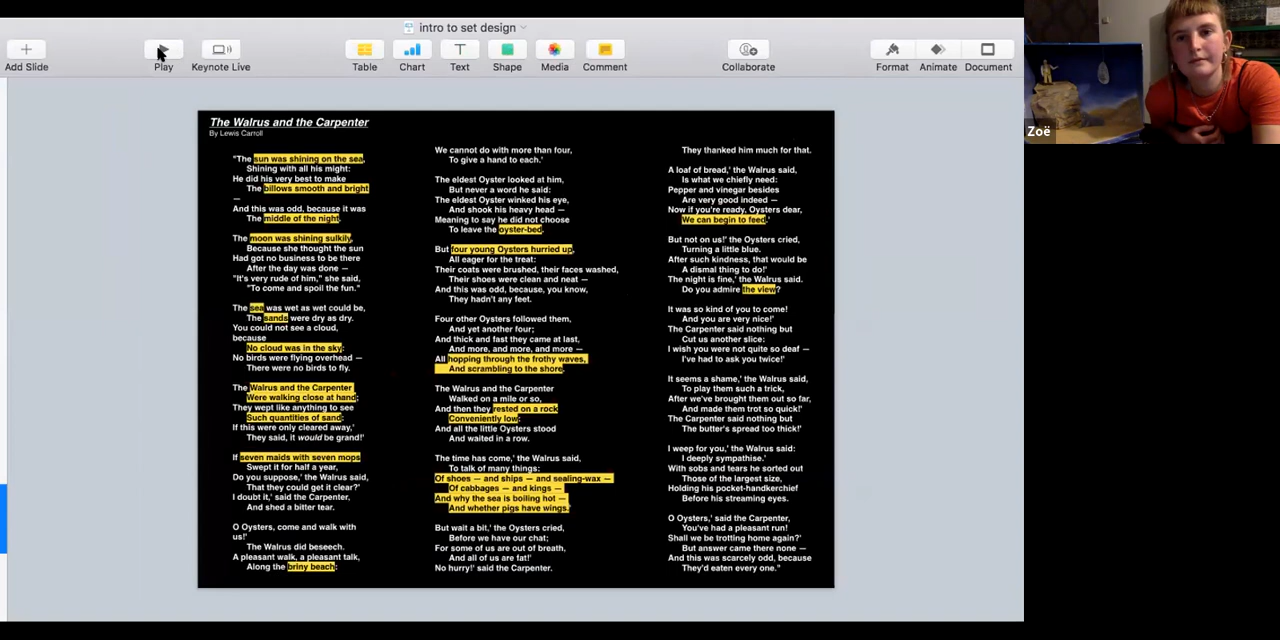 intro to set design
Add Slide
Play
Keynote Live
Table
Chart
Text
Shape
Media
Comment
Collaborate
Format
Animate
Document
Zoë
The Walrus and the Carpenter
By Lewis Carroll
"The sun was shining on the sea,
Shining with all his might:
He did his very best to make
The billows smooth and bright
—
And this was odd, because it was
The middle of the night.
The moon was shining sulkily,
Because she thought the sun
Had got no business to be there
After the day was done —
"It's very rude of him," she said,
"To come and spoil the fun."
The sea was wet as wet could be,
The sands were dry as dry.
You could not see a cloud,
because
No cloud was in the sky:
No birds were flying overhead —
There were no birds to fly.
The Walrus and the Carpenter
Were walking close at hand;
They wept like anything to see
Such quantities of sand:
If this were only cleared away,'
They said, it would be grand!'
If seven maids with seven mops
Swept it for half a year,
Do you suppose,' the Walrus said,
That they could get it clear?'
I doubt it,' said the Carpenter,
And shed a bitter tear.
O Oysters, come and walk with
us!'
The Walrus did beseech.
A pleasant walk, a pleasant talk,
Along the briny beach:
We cannot do with more than four,
To give a hand to each.'
The eldest Oyster looked at him,
But never a word he said:
The eldest Oyster winked his eye,
And shook his heavy head —
Meaning to say he did not choose
To leave the oyster-bed.
But four young Oysters hurried up,
All eager for the treat:
Their coats were brushed, their faces washed,
Their shoes were clean and neat —
And this was odd, because, you know,
They hadn't any feet.
Four other Oysters followed them,
And yet another four;
And thick and fast they came at last,
And more, and more, and more —
All hopping through the frothy waves,
And scrambling to the shore.
The Walrus and the Carpenter
Walked on a mile or so,
And then they rested on a rock
Conveniently low:
And all the little Oysters stood
And waited in a row.
The time has come,' the Walrus said,
To talk of many things:
Of shoes — and ships — and sealing-wax —
Of cabbages — and kings —
And why the sea is boiling hot —
And whether pigs have wings.
But wait a bit,' the Oysters cried,
Before we have our chat;
For some of us are out of breath,
And all of us are fat!'
No hurry!' said the Carpenter.
They thanked him much for that.
A loaf of bread,' the Walrus said,
Is what we chiefly need:
Pepper and vinegar besides
Are very good indeed —
Now if you're ready, Oysters dear,
We can begin to feed.'
But not on us!' the Oysters cried,
Turning a little blue.
After such kindness, that would be
A dismal thing to do!'
The night is fine,' the Walrus said.
Do you admire the view?
It was so kind of you to come!
And you are very nice!'
The Carpenter said nothing but
Cut us another slice:
I wish you were not quite so deaf —
I've had to ask you twice!'
It seems a shame,' the Walrus said,
To play them such a trick,
After we've brought them out so far,
And made them trot so quick!'
The Carpenter said nothing but
The butter's spread too thick!'
I weep for you,' the Walrus said:
I deeply sympathise.'
With sobs and tears he sorted out
Those of the largest size,
Holding his pocket-handkerchief
Before his streaming eyes.
O Oysters,' said the Carpenter,
You've had a pleasant run!
Shall we be trotting home again?'
But answer came there none —
And this was scarcely odd, because
They'd eaten every one."